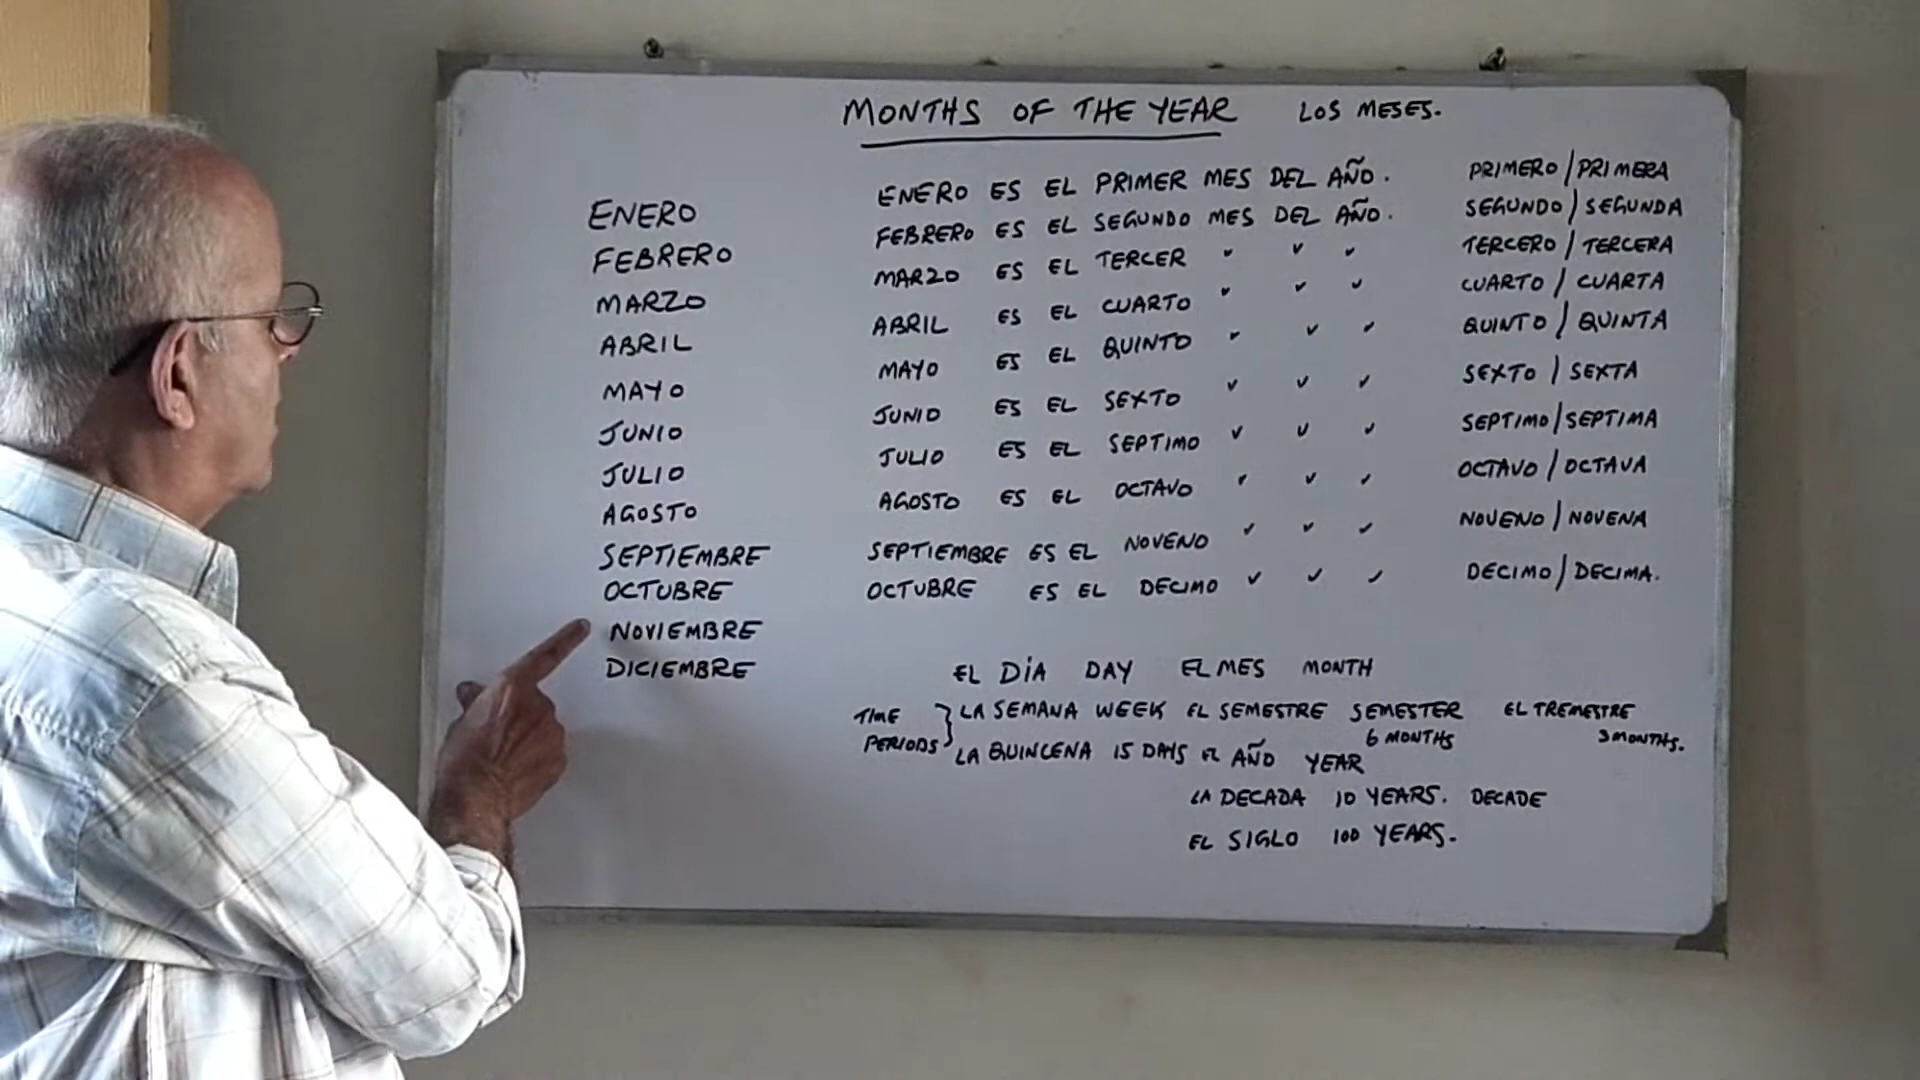 MONTHS OF THE YEAR LOS MESES.
ENERO
FEBRERO
MARZO
ABRIL
MAYO
JUNIO
JULIO
AGOSTO
SEPTIEMBRE
OCTUBRE
NOVIEMBRE
DICIEMBRE
ENERO ES EL PRIMER MES DEL AÑO.
FEBRERO ES EL SEGUNDO MES DEL AÑO.
MARZO ES EL TERCER ✓ ✓ ✓
ABRIL ES EL CUARTO ✓ ✓ ✓
MAYO ES EL QUINTO ✓ ✓ ✓
JUNIO ES EL SEXTO ✓ ✓ ✓
JULIO ES EL SEPTIMO ✓ ✓ ✓
AGOSTO ES EL OCTAVO ✓ ✓ ✓
SEPTIEMBRE ES EL NOVENO ✓ ✓ ✓
OCTUBRE ES EL DECIMO ✓ ✓ ✓
PRIMERO / PRIMERA
SEGUNDO / SEGUNDA
TERCERO / TERCERA
CUARTO / CUARTA
QUINTO / QUINTA
SEXTO / SEXTA
SEPTIMO / SEPTIMA
OCTAVO / OCTAVA
NOVENO / NOVENA
DECIMO / DECIMA.
EL DÍA DAY EL MES MONTH
TIME PERIODS } LA SEMANA WEEK EL SEMESTRE SEMESTER 6 MONTHS EL TREMESTRE 3 MONTHS.
LA QUINCENA 15 DAYS EL AÑO YEAR
LA DECADA 10 YEARS. DECADE
EL SIGLO 100 YEARS.